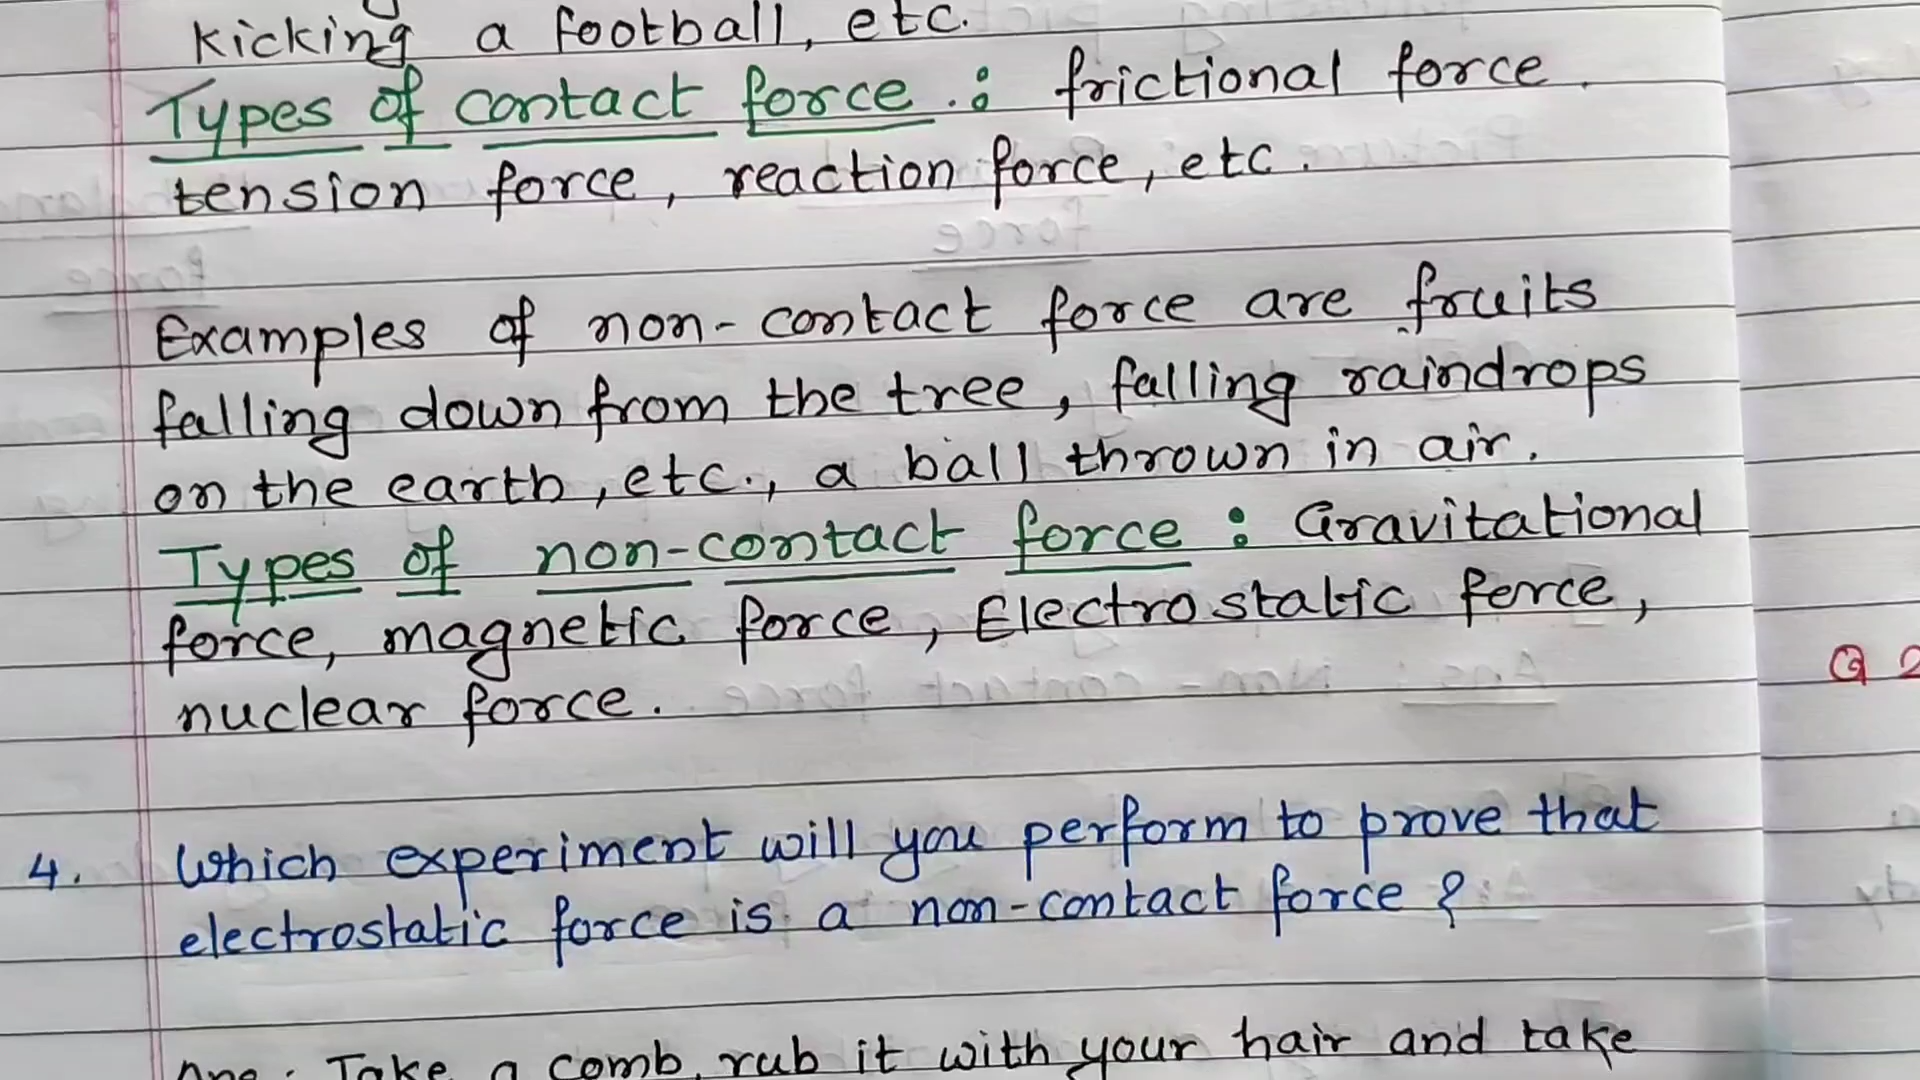 kicking a football, etc.
Types of contact force : frictional force.
tension force, reaction force, etc.
Examples of non-contact force are fruits
falling down from the tree, falling raindrops
on the earth, etc., a ball thrown in air.
Types of non-contact force : Gravitational
force, magnetic force, Electrostatic force,
nuclear force.
4. Which experiment will you perform to prove that
electrostatic force is a non-contact force ?
Ans. Take a comb, rub it with your hair and take
Q 2